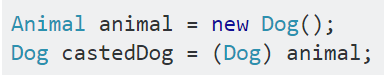 Animal animal = new Dog();
Dog castedDog = (Dog) animal;